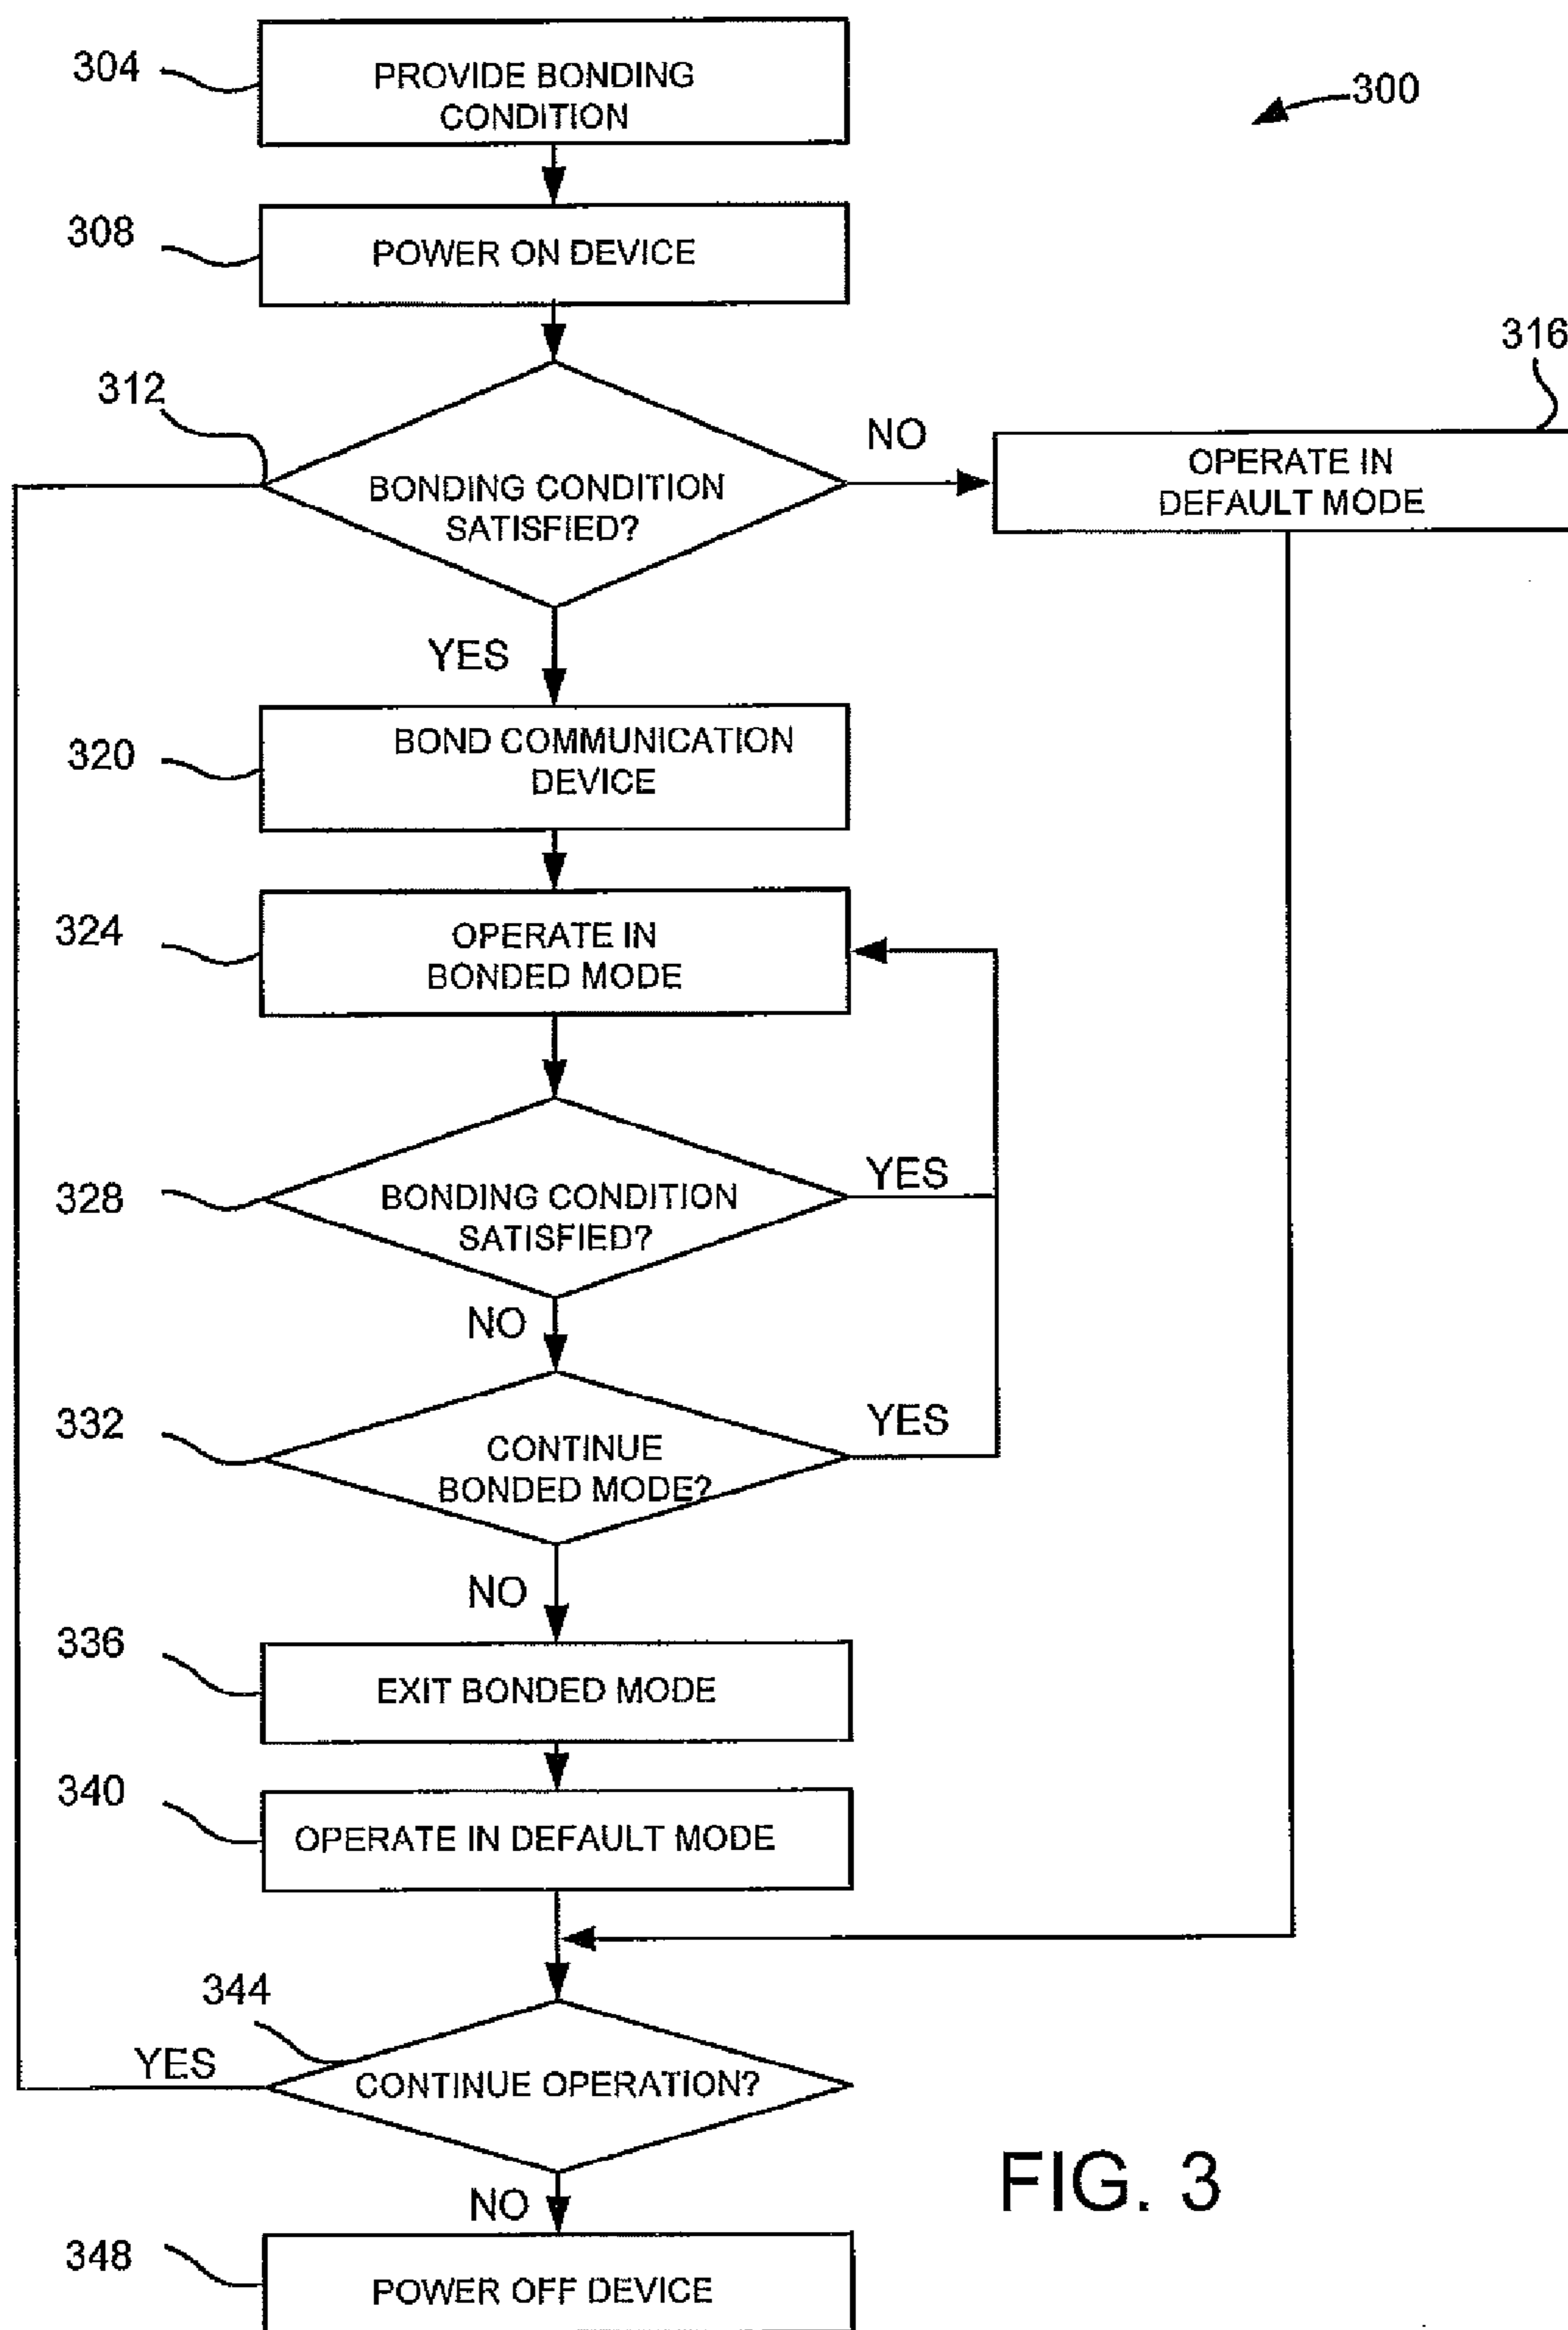 304
PROVIDE BONDING
CONDITION
300
308
POWER ON DEVICE
316
312
NO
BONDING CONDITION
SATISFIED?
OPERATE IN
DEFAULT MODE
YES
320
BOND COMMUNICATION
DEVICE
324
OPERATE IN
BONDED MODE
328
BONDING CONDITION
SATISFIED?
YES
NO
332
CONTINUE
BONDED MODE?
YES
NO
336
EXIT BONDED MODE
340
OPERATE IN DEFAULT MODE
344
YES
CONTINUE OPERATION?
NO
FIG. 3
348
POWER OFF DEVICE